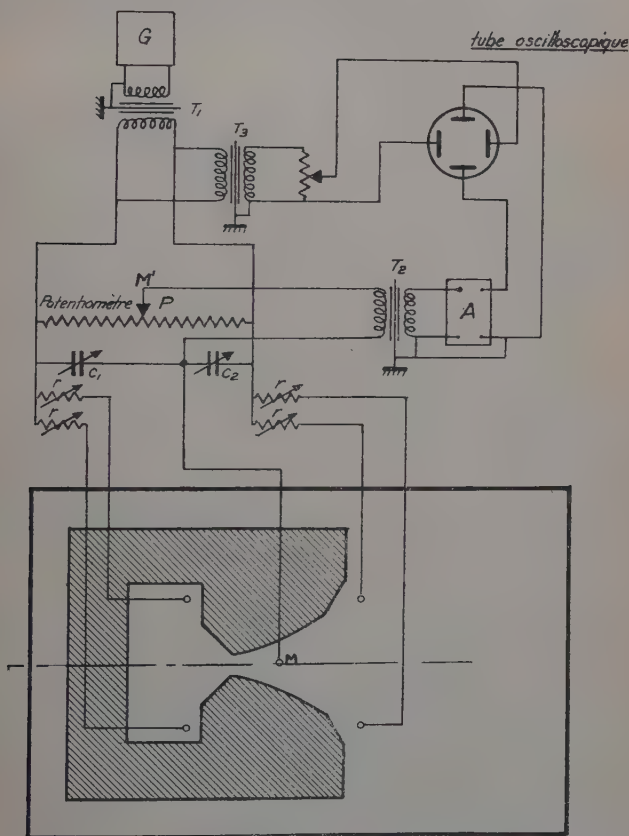 G
tube oscilloscopique
T₁
T₃
M'
Potentiomètre P
T₂
A
C₁
C₂
r
r
r
r
M